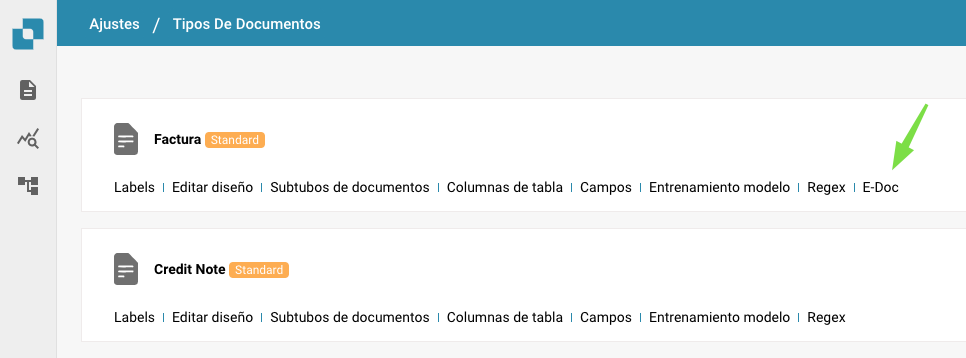 Ajustes / Tipos De Documentos
Factura Standard
Labels | Editar diseño | Subtubos de documentos | Columnas de tabla | Campos | Entrenamiento modelo | Regex | E-Doc
Credit Note Standard
Labels | Editar diseño | Subtubos de documentos | Columnas de tabla | Campos | Entrenamiento modelo | Regex